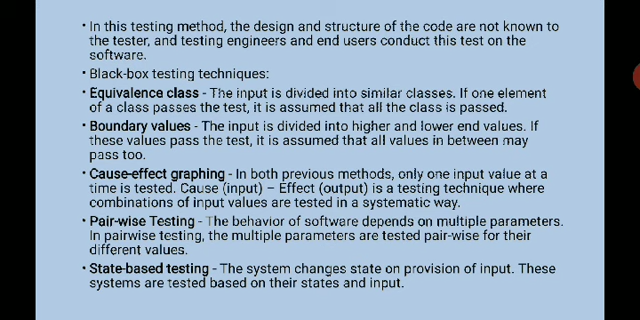 • In this testing method, the design and structure of the code are not known to
the tester, and testing engineers and end users conduct this test on the
software.
• Black-box testing techniques:
• Equivalence class - The input is divided into similar classes. If one element
of a class passes the test, it is assumed that all the class is passed.
• Boundary values - The input is divided into higher and lower end values. If
these values pass the test, it is assumed that all values in between may
pass too.
• Cause-effect graphing - In both previous methods, only one input value at a
time is tested. Cause (input) – Effect (output) is a testing technique where
combinations of input values are tested in a systematic way.
• Pair-wise Testing - The behavior of software depends on multiple parameters.
In pairwise testing, the multiple parameters are tested pair-wise for their
different values.
• State-based testing - The system changes state on provision of input. These
systems are tested based on their states and input.